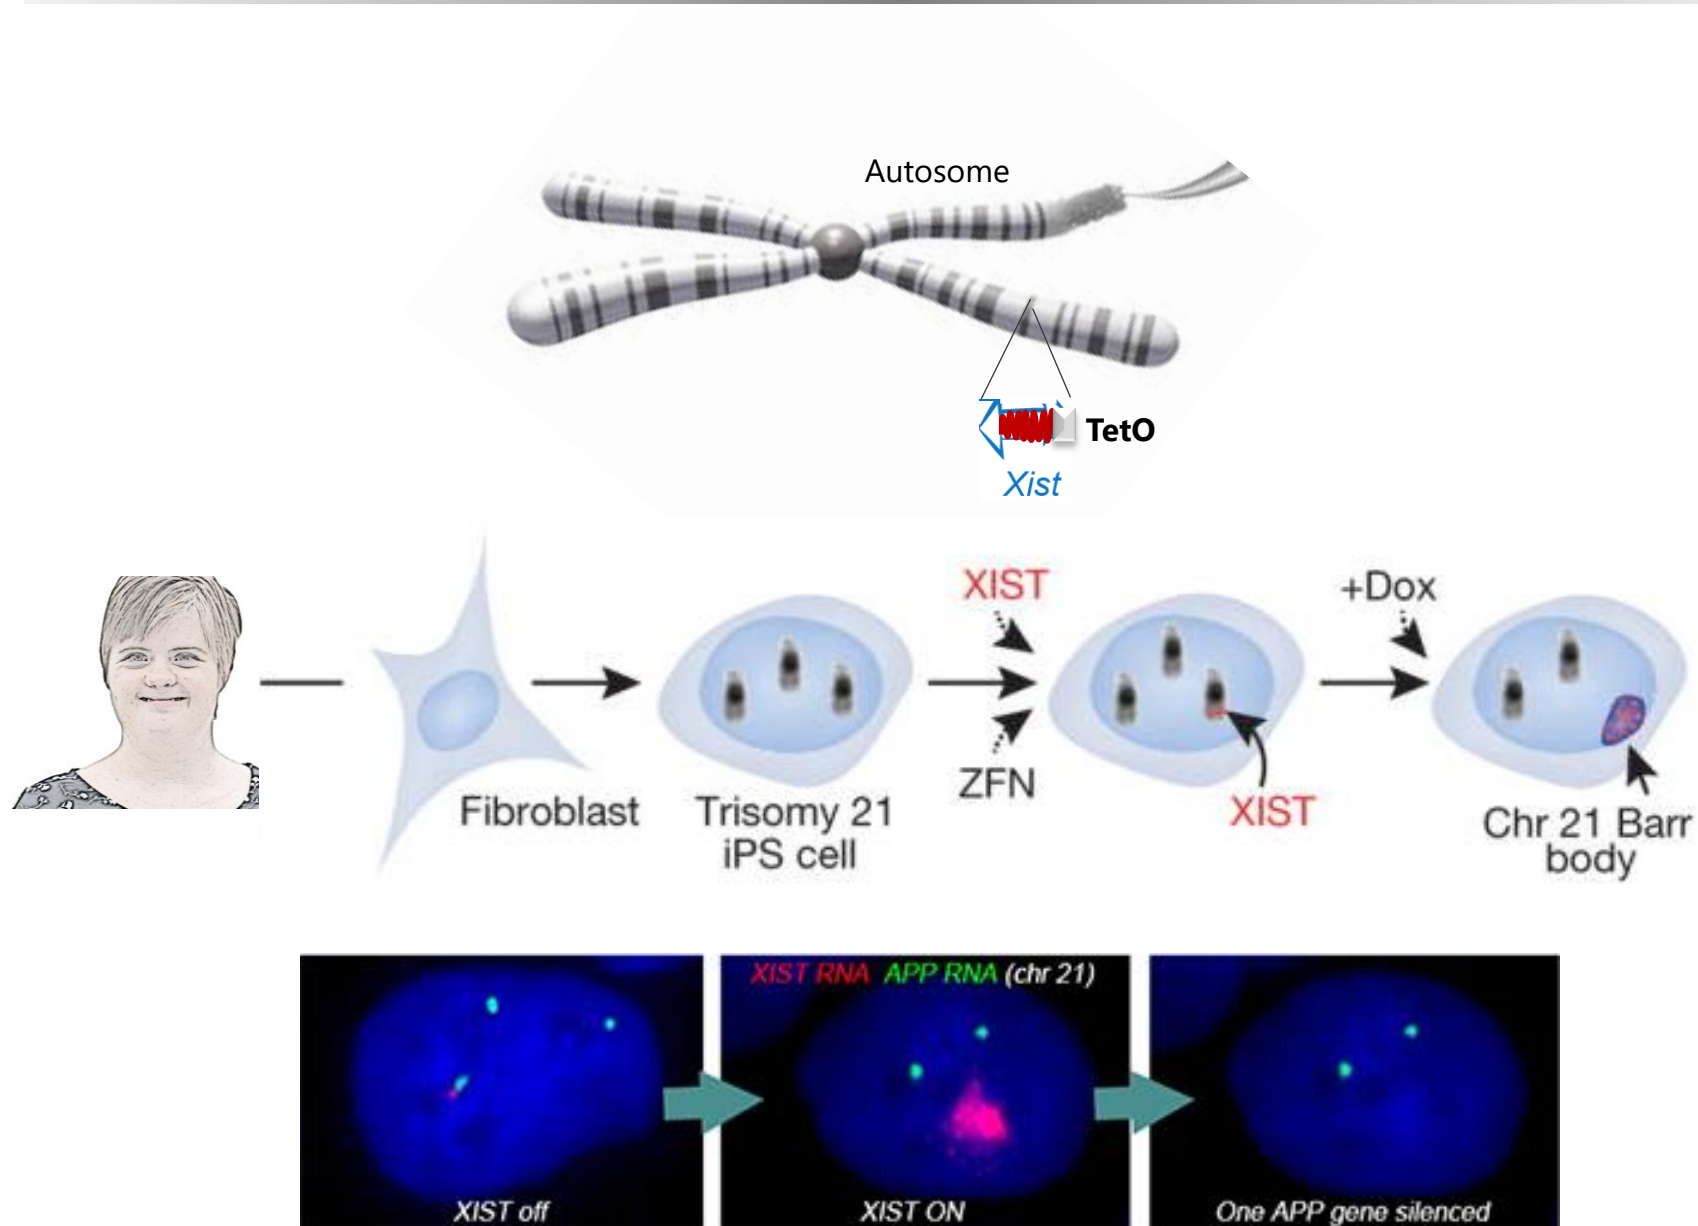 Autosome
TetO
Xist
XIST
+Dox
ZFN
XIST
Fibroblast
Trisomy 21
iPS cell
Chr 21 Barr
body
XIST RNA APP RNA (chr 21)
XIST off
XIST ON
One APP gene silenced